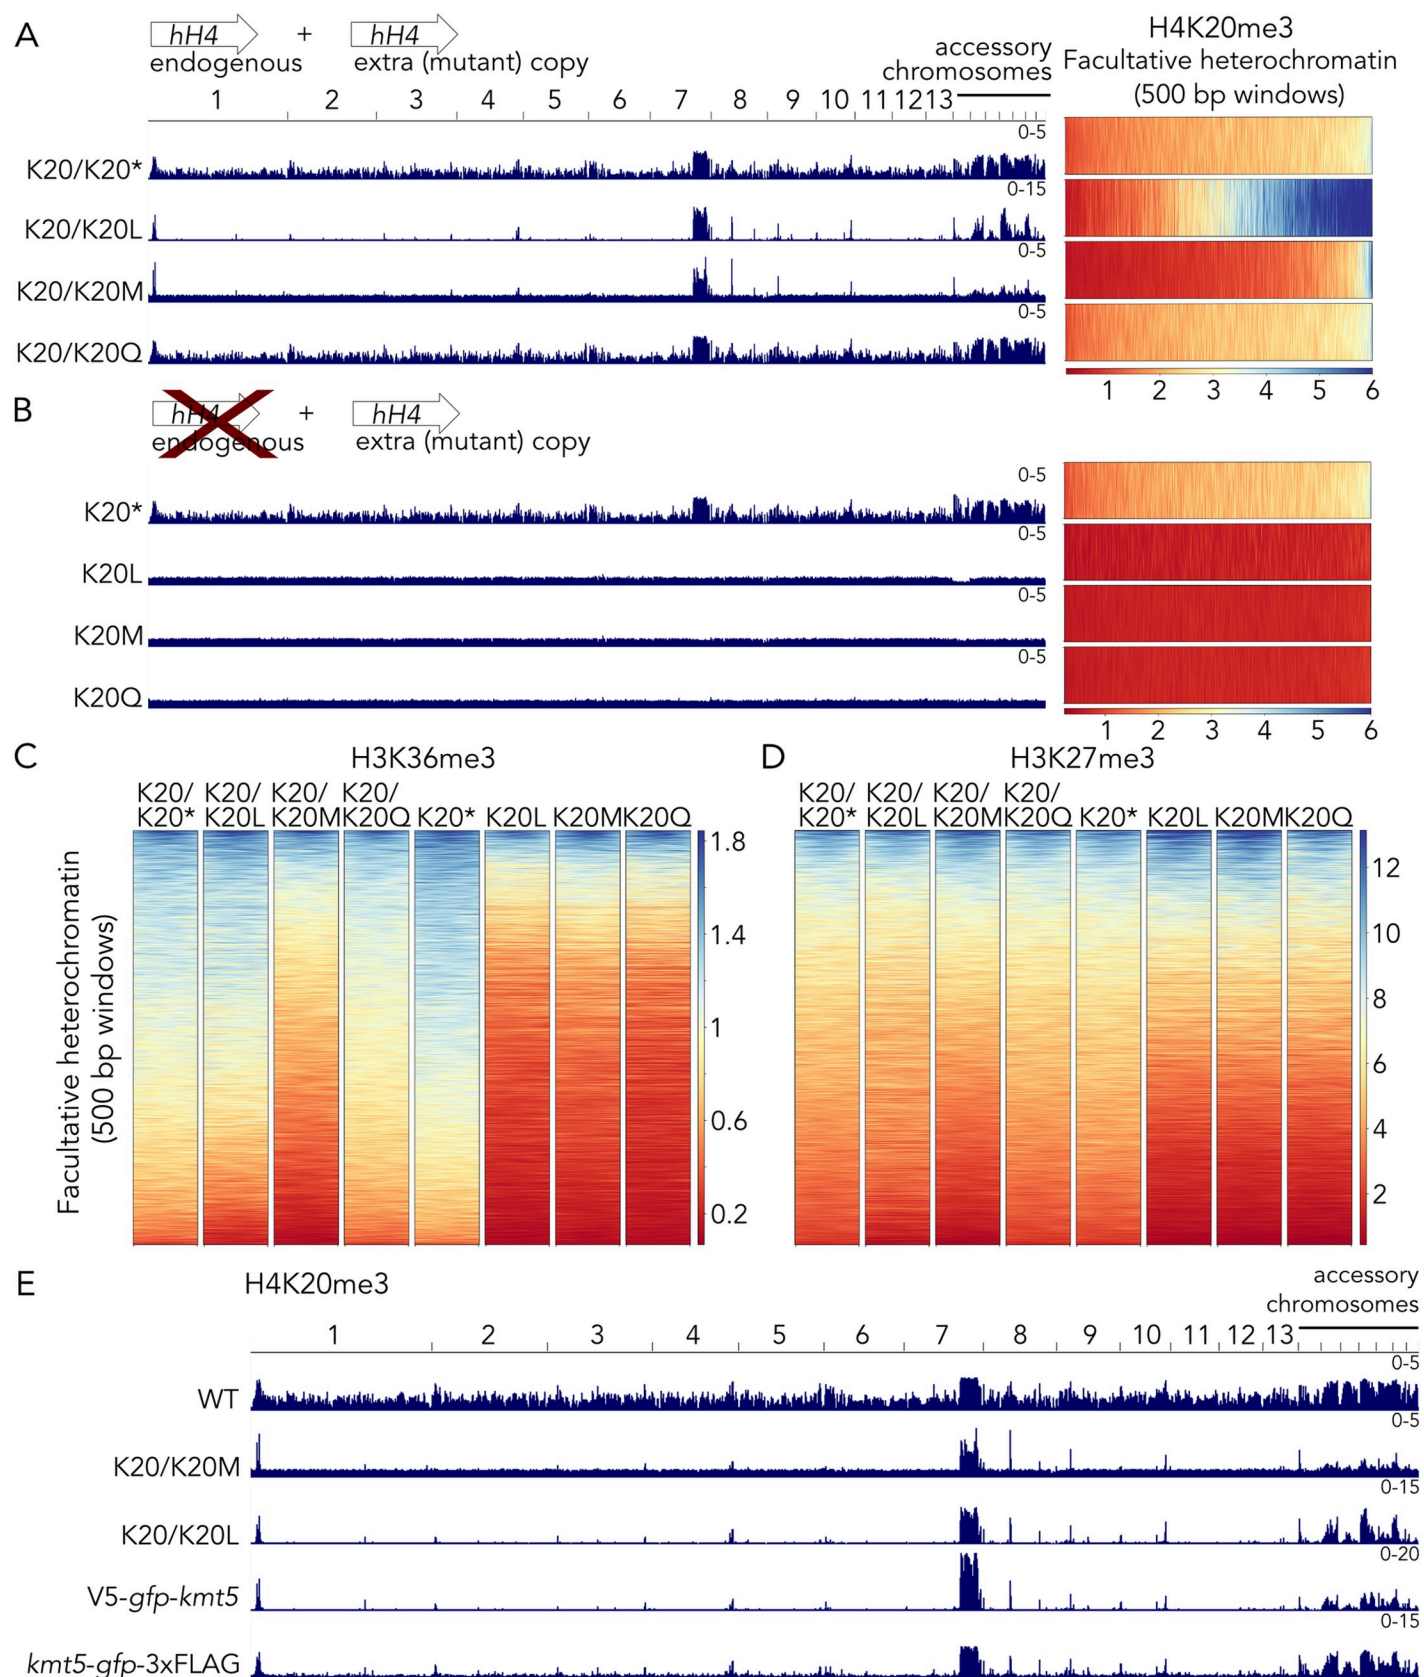 A
hH4 + hH4
endogenous extra (mutant) copy
accessory
chromosomes
H4K20me3
Facultative heterochromatin
(500 bp windows)
1 2 3 4 5 6 7 8 9 10 11 12 13
0-5
K20/K20*
0-15
K20/K20L
0-5
K20/K20M
0-5
K20/K20Q
1 2 3 4 5 6
B
hH4 + hH4
endogenous extra (mutant) copy
0-5
K20*
0-5
K20L
0-5
K20M
0-5
K20Q
1 2 3 4 5 6
C
H3K36me3
K20/ K20/ K20/ K20/
K20* K20L K20M K20Q K20* K20L K20M K20Q
Facultative heterochromatin
(500 bp windows)
1.8
1.4
1
0.6
0.2
D
H3K27me3
K20/ K20/ K20/ K20/
K20* K20L K20M K20Q K20* K20L K20M K20Q
12
10
8
6
4
2
E
H4K20me3
accessory
chromosomes
1 2 3 4 5 6 7 8 9 10 11 12 13
0-5
WT
0-5
K20/K20M
0-15
K20/K20L
0-20
V5-gfp-kmt5
0-15
kmt5-gfp-3xFLAG